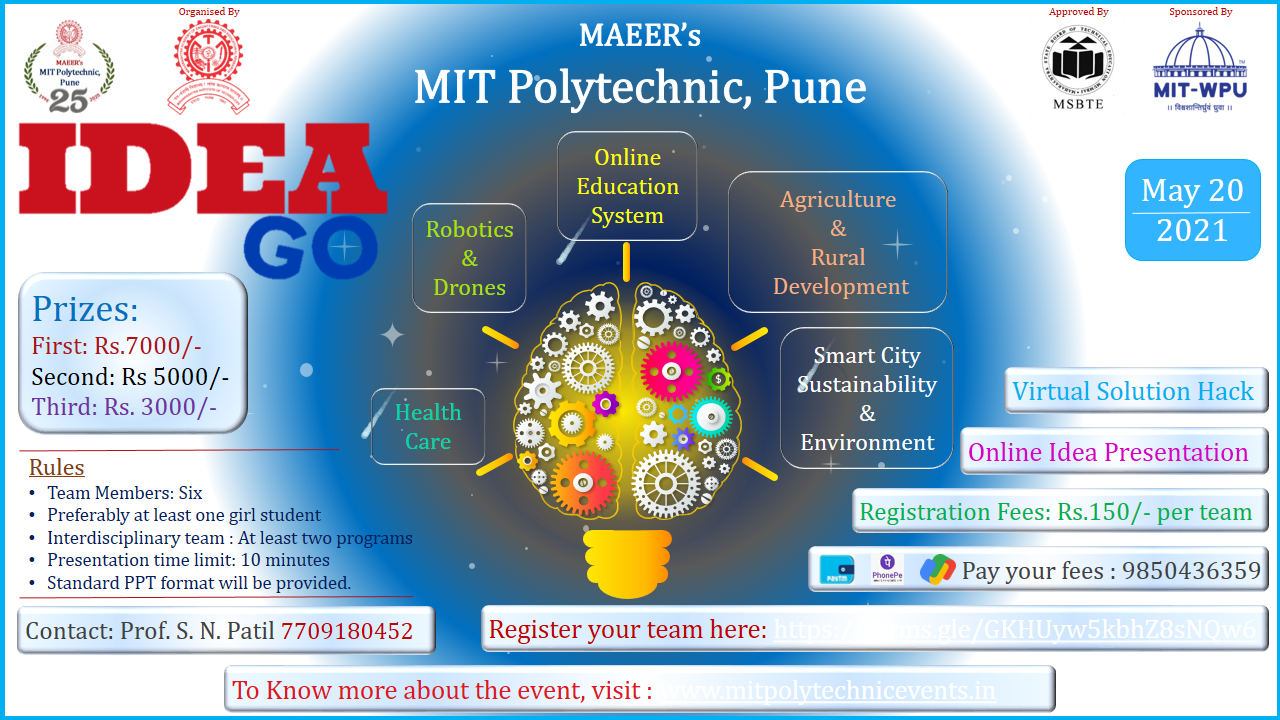 Organised By
MAEER's
MIT Polytechnic,
Pune
25
MAEER's
MIT Polytechnic, Pune
Approved By
MSBTE
Sponsored By
MIT-WPU
TM
॥ विश्वशान्तिर्ध्रुवं ध्रुवा ॥
IDEA
GO
May 20
2021
Online
Education
System
Robotics
&
Drones
Agriculture
&
Rural
Development
Smart City
Sustainability
&
Environment
Health
Care
$
Prizes:
First: Rs.7000/-
Second: Rs 5000/-
Third: Rs. 3000/-
Rules
• Team Members: Six
• Preferably at least one girl student
• Interdisciplinary team : At least two programs
• Presentation time limit: 10 minutes
• Standard PPT format will be provided.
Virtual Solution Hack
Online Idea Presentation
Registration Fees: Rs.150/- per team
PAYTM
PhonePe
Pay your fees : 9850436359
Contact: Prof. S. N. Patil 7709180452
Register your team here: https://forms.gle/GKHUyw5kbhZ8sNQw6
To Know more about the event, visit : www.mitpolytechnicevents.in